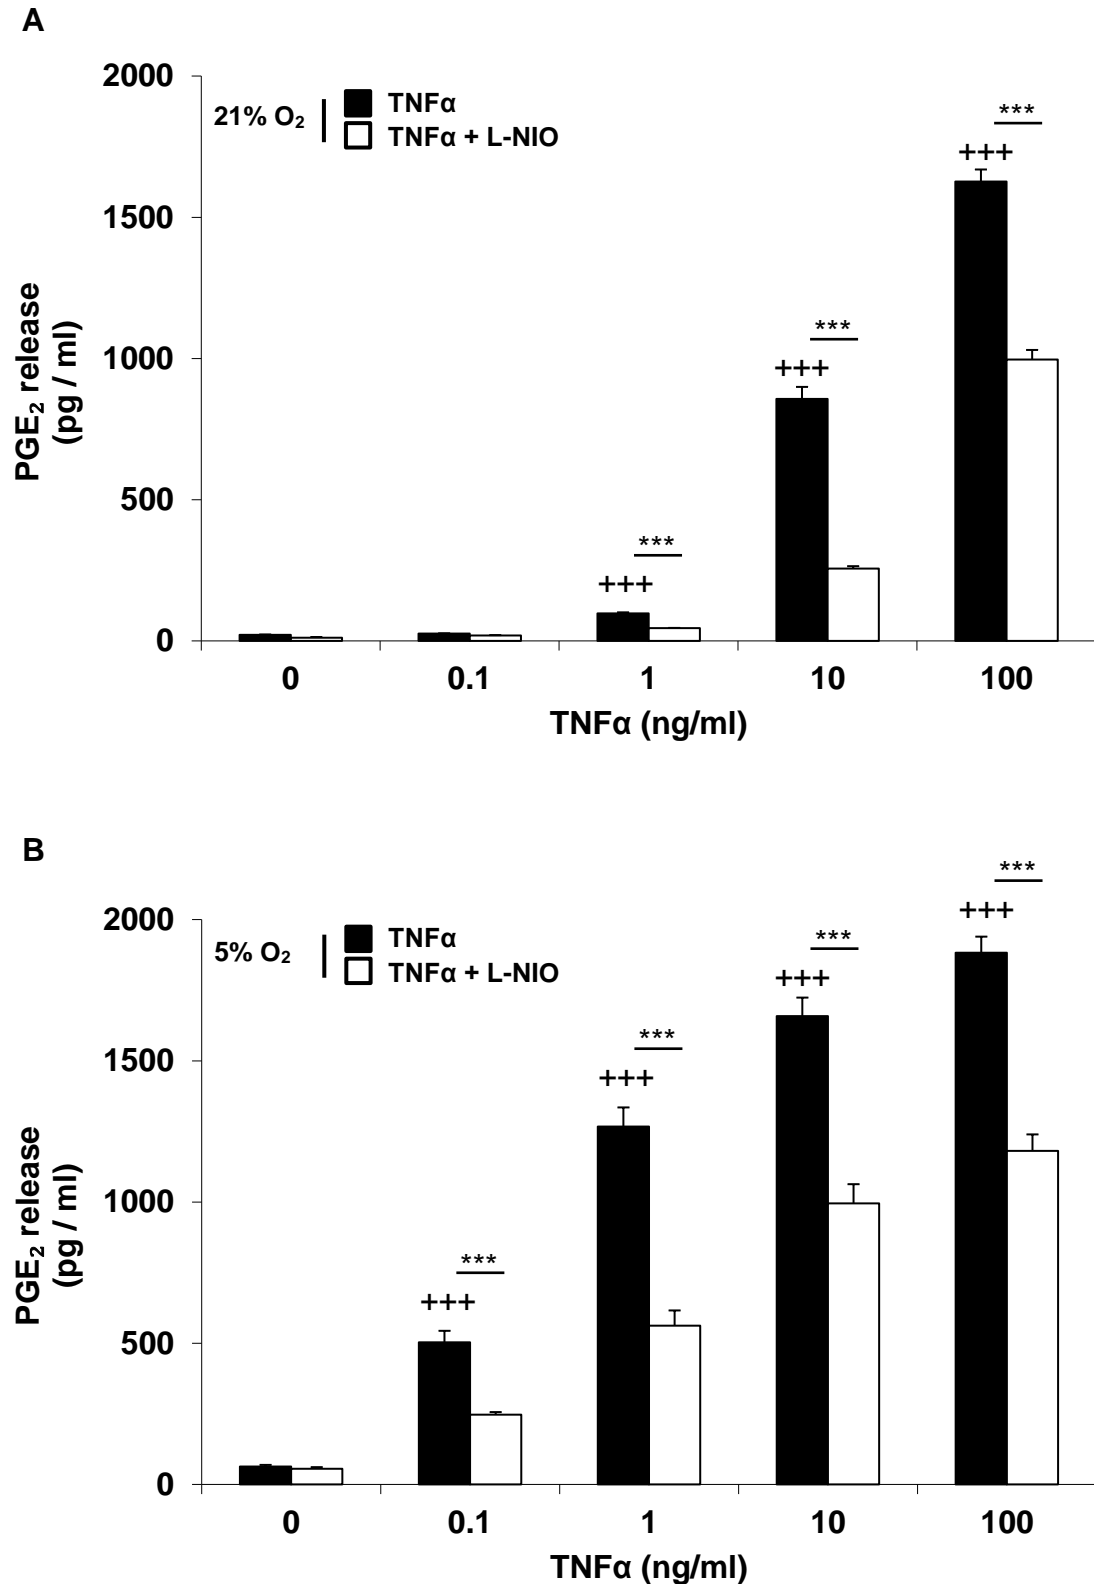 A
2000
21% O₂
TNFα
TNFα + L-NIO
***
+++
1500
***
+++
PGE₂ release
(pg / ml)
1000
500
***
+++
0
0 0.1 1 10 100
TNFα (ng/ml)
B
***
+++
2000
5% O₂
TNFα
TNFα + L-NIO
***
+++
1500
***
+++
PGE₂ release
(pg / ml)
1000
***
+++
500
0
0 0.1 1 10 100
TNFα (ng/ml)